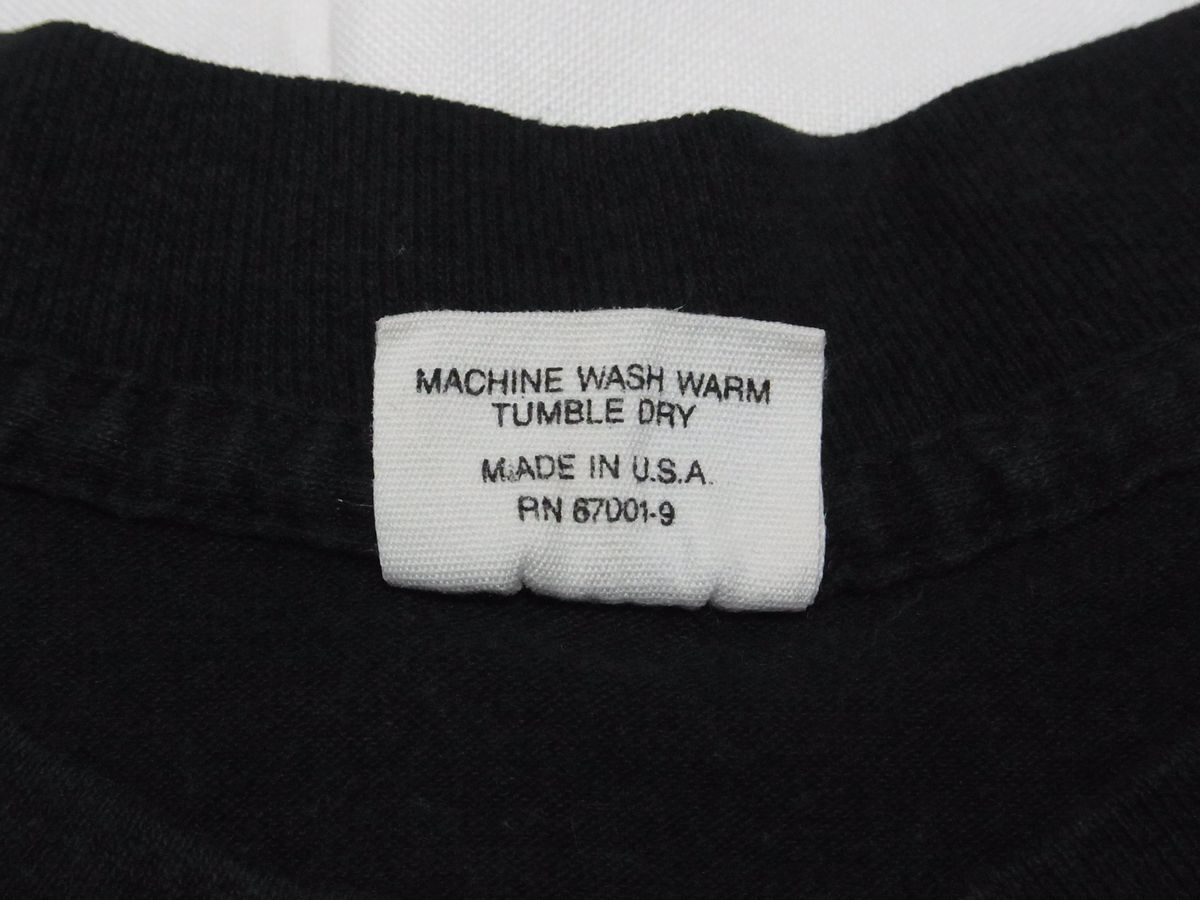 MACHINE WASH WARM
TUMBLE DRY
MADE IN U.S.A.
RN 67001-9